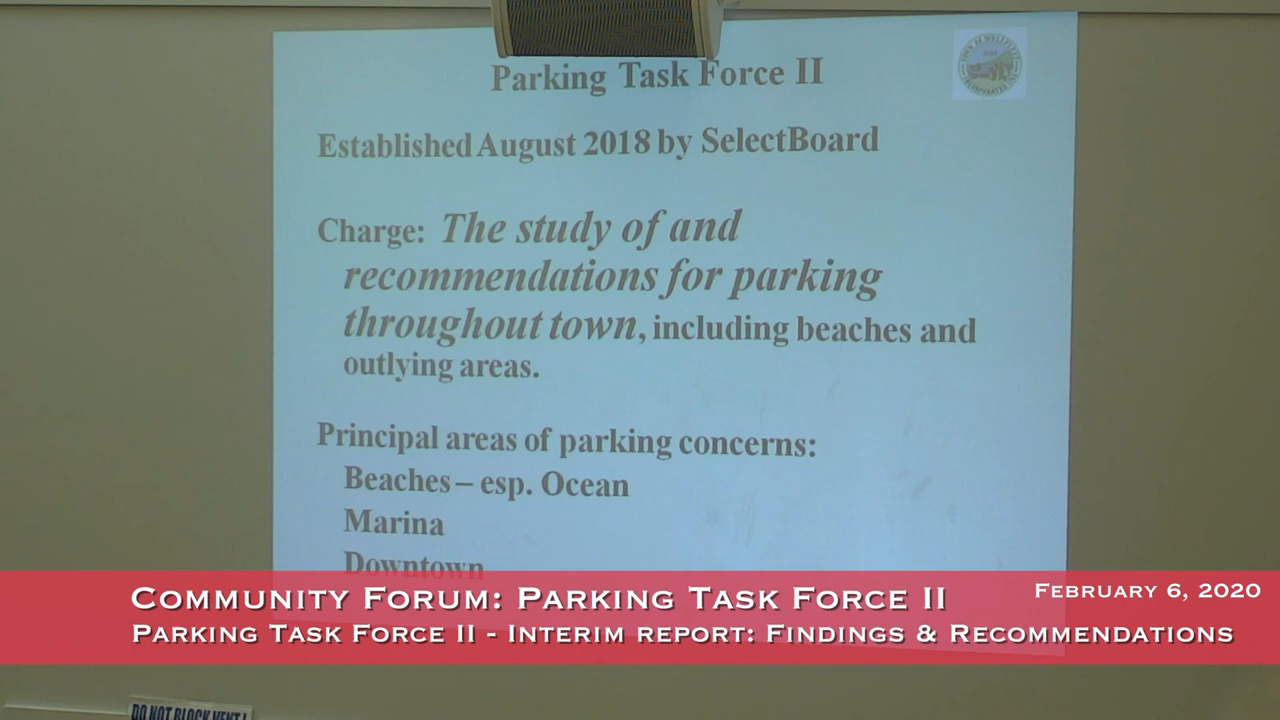 Parking Task Force II
Established August 2018 by SelectBoard
Charge: The study of and
recommendations for parking
throughout town, including beaches and
outlying areas.
Principal areas of parking concerns:
Beaches – esp. Ocean
Marina
Downtown
Community Forum: Parking Task Force II
February 6, 2020
Parking Task Force II - Interim report: Findings & Recommendations
DO NOT BLOCK VENT!